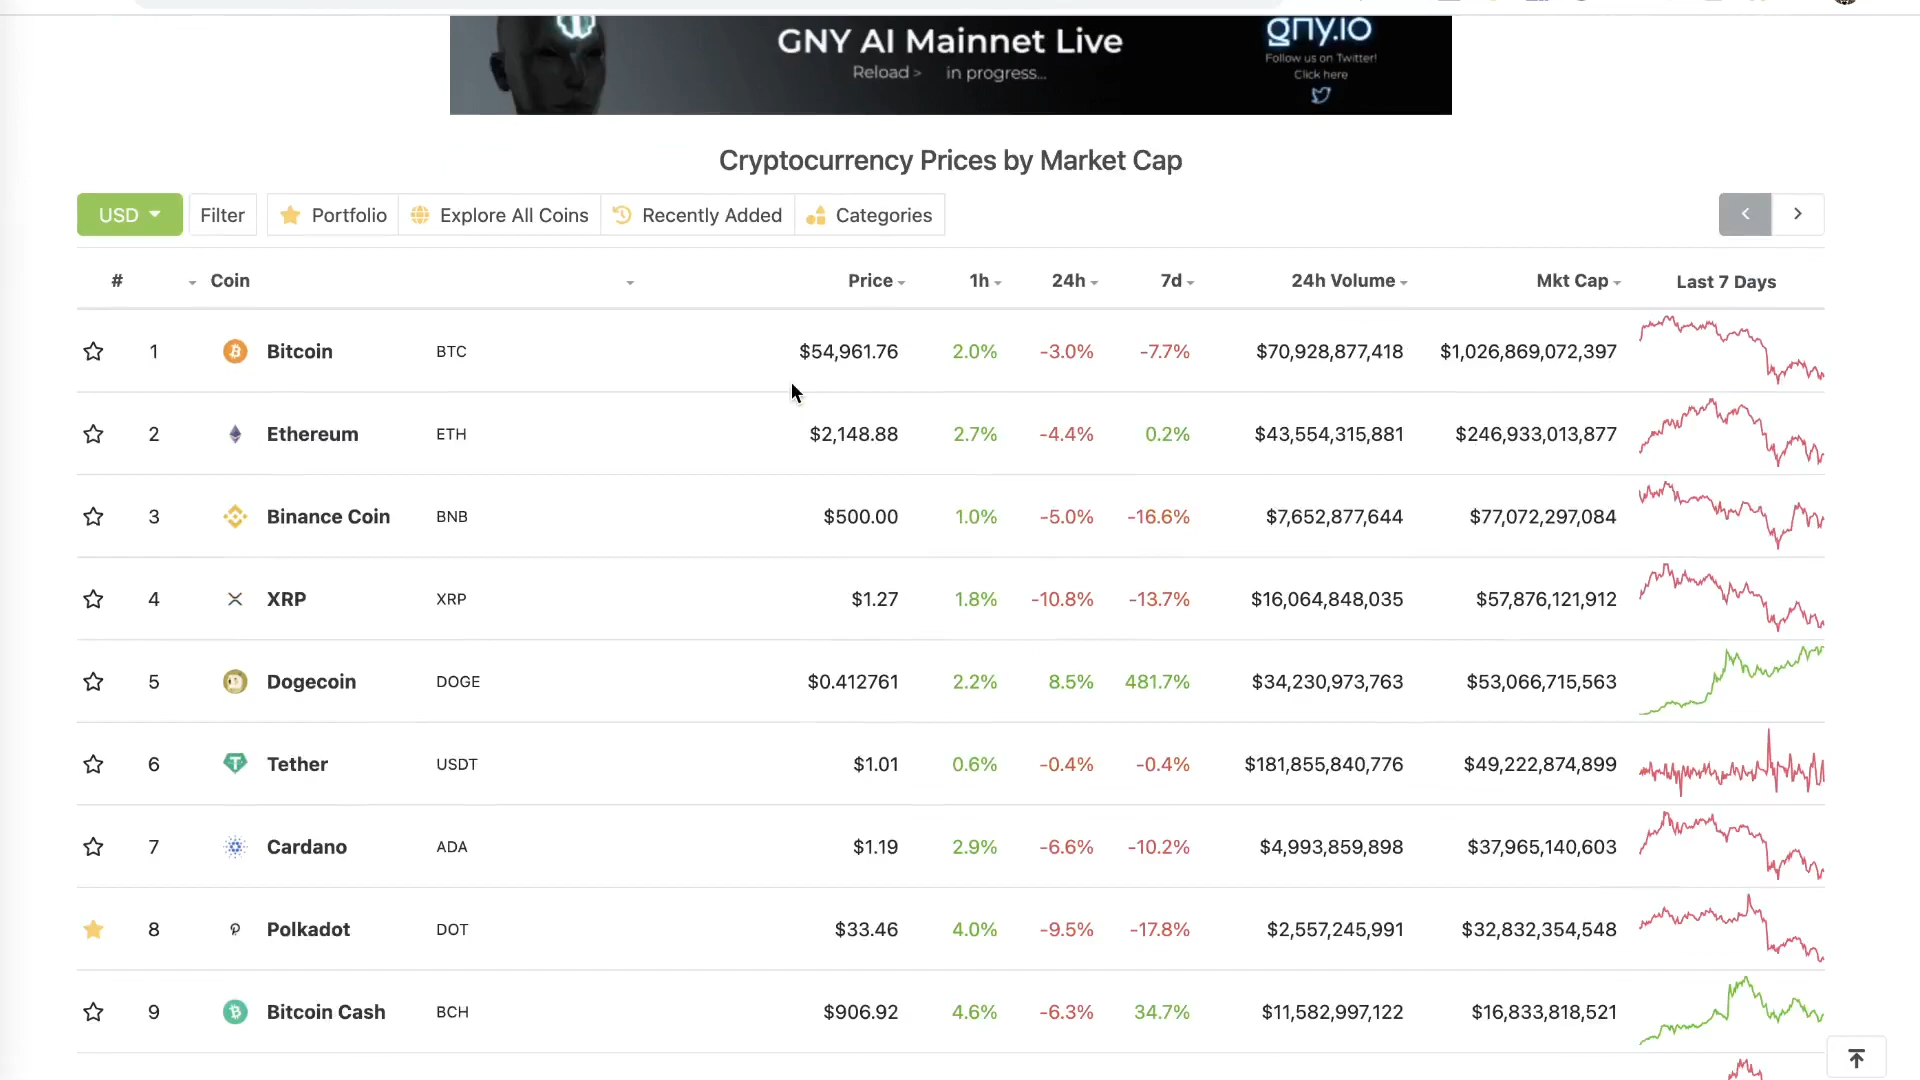 GNY AI Mainnet Live
Reload > in progress...
gny.io
Follow us on Twitter!
Click here
Cryptocurrency Prices by Market Cap
USD Filter Portfolio Explore All Coins Recently Added Categories
# Coin Price 1h 24h 7d 24h Volume Mkt Cap Last 7 Days
1 Bitcoin BTC $54,961.76 2.0% -3.0% -7.7% $70,928,877,418 $1,026,869,072,397
2 Ethereum ETH $2,148.88 2.7% -4.4% 0.2% $43,554,315,881 $246,933,013,877
3 Binance Coin BNB $500.00 1.0% -5.0% -16.6% $7,652,877,644 $77,072,297,084
4 XRP XRP $1.27 1.8% -10.8% -13.7% $16,064,848,035 $57,876,121,912
5 Dogecoin DOGE $0.412761 2.2% 8.5% 481.7% $34,230,973,763 $53,066,715,563
6 Tether USDT $1.01 0.6% -0.4% -0.4% $181,855,840,776 $49,222,874,899
7 Cardano ADA $1.19 2.9% -6.6% -10.2% $4,993,859,898 $37,965,140,603
8 Polkadot DOT $33.46 4.0% -9.5% -17.8% $2,557,245,991 $32,832,354,548
9 Bitcoin Cash BCH $906.92 4.6% -6.3% 34.7% $11,582,997,122 $16,833,818,521